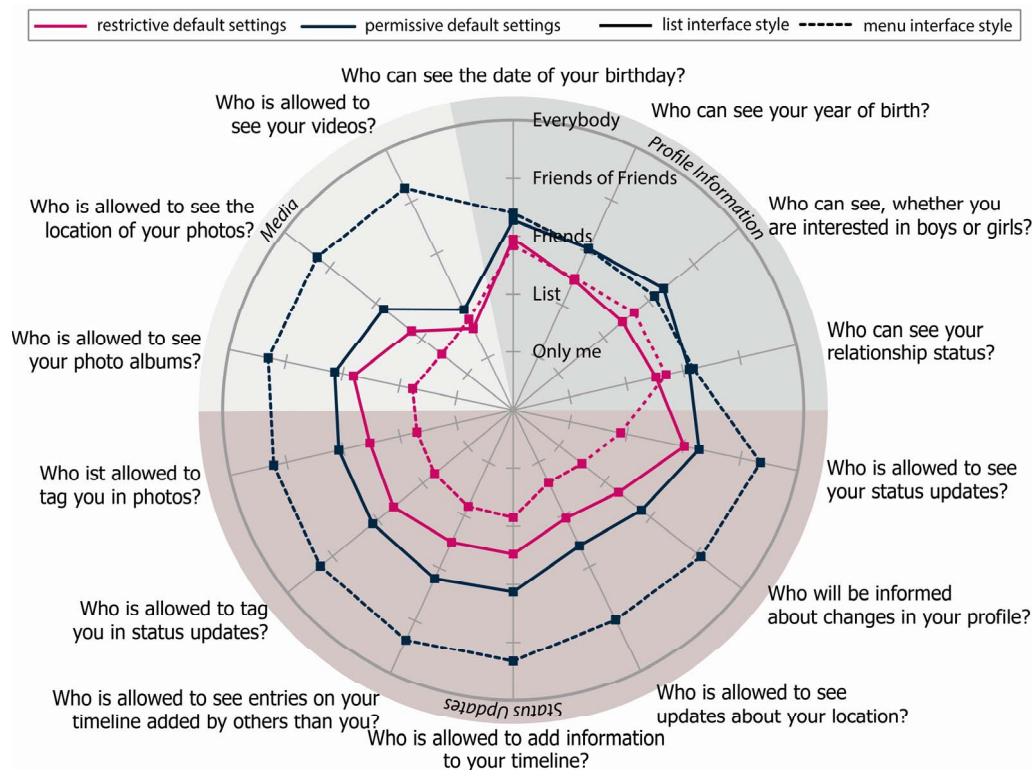 restrictive default settings
permissive default settings
list interface style
menu interface style
Who can see the date of your birthday?
Who is allowed to
see your videos?
Who can see your year of birth?
Everybody
Profile Information
Friends of Friends
Who is allowed to see the
location of your photos?
Media
Who can see, whether you
are interested in boys or girls?
Friends
List
Who is allowed to see
your photo albums?
Only me
Who can see your
relationship status?
Who ist allowed to
tag you in photos?
Who is allowed to see
your status updates?
Who is allowed to tag
you in status updates?
Who will be informed
about changes in your profile?
Who is allowed to see entries on your
timeline added by others than you?
Status Updates
Who is allowed to see
updates about your location?
Who is allowed to add information
to your timeline?